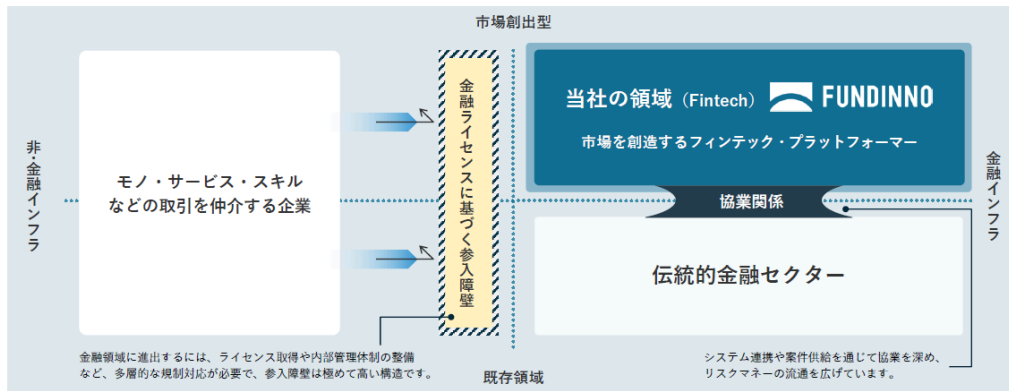 市場創出型
非・金融インフラ
モノ・サービス・スキル
などの取引を仲介する企業
金融ライセンスに基づく参入障壁
当社の領域（Fintech） FUNDINNO
市場を創造するフィンテック・プラットフォーマー
協業関係
伝統的金融セクター
金融インフラ
金融領域に進出するには、ライセンス取得や内部管理体制の整備
など、多層的な規制対応が必要で、参入障壁は極めて高い構造です。
既存領域
システム連携や案件供給を通じて協業を深め、
リスクマネーの流通を広げています。